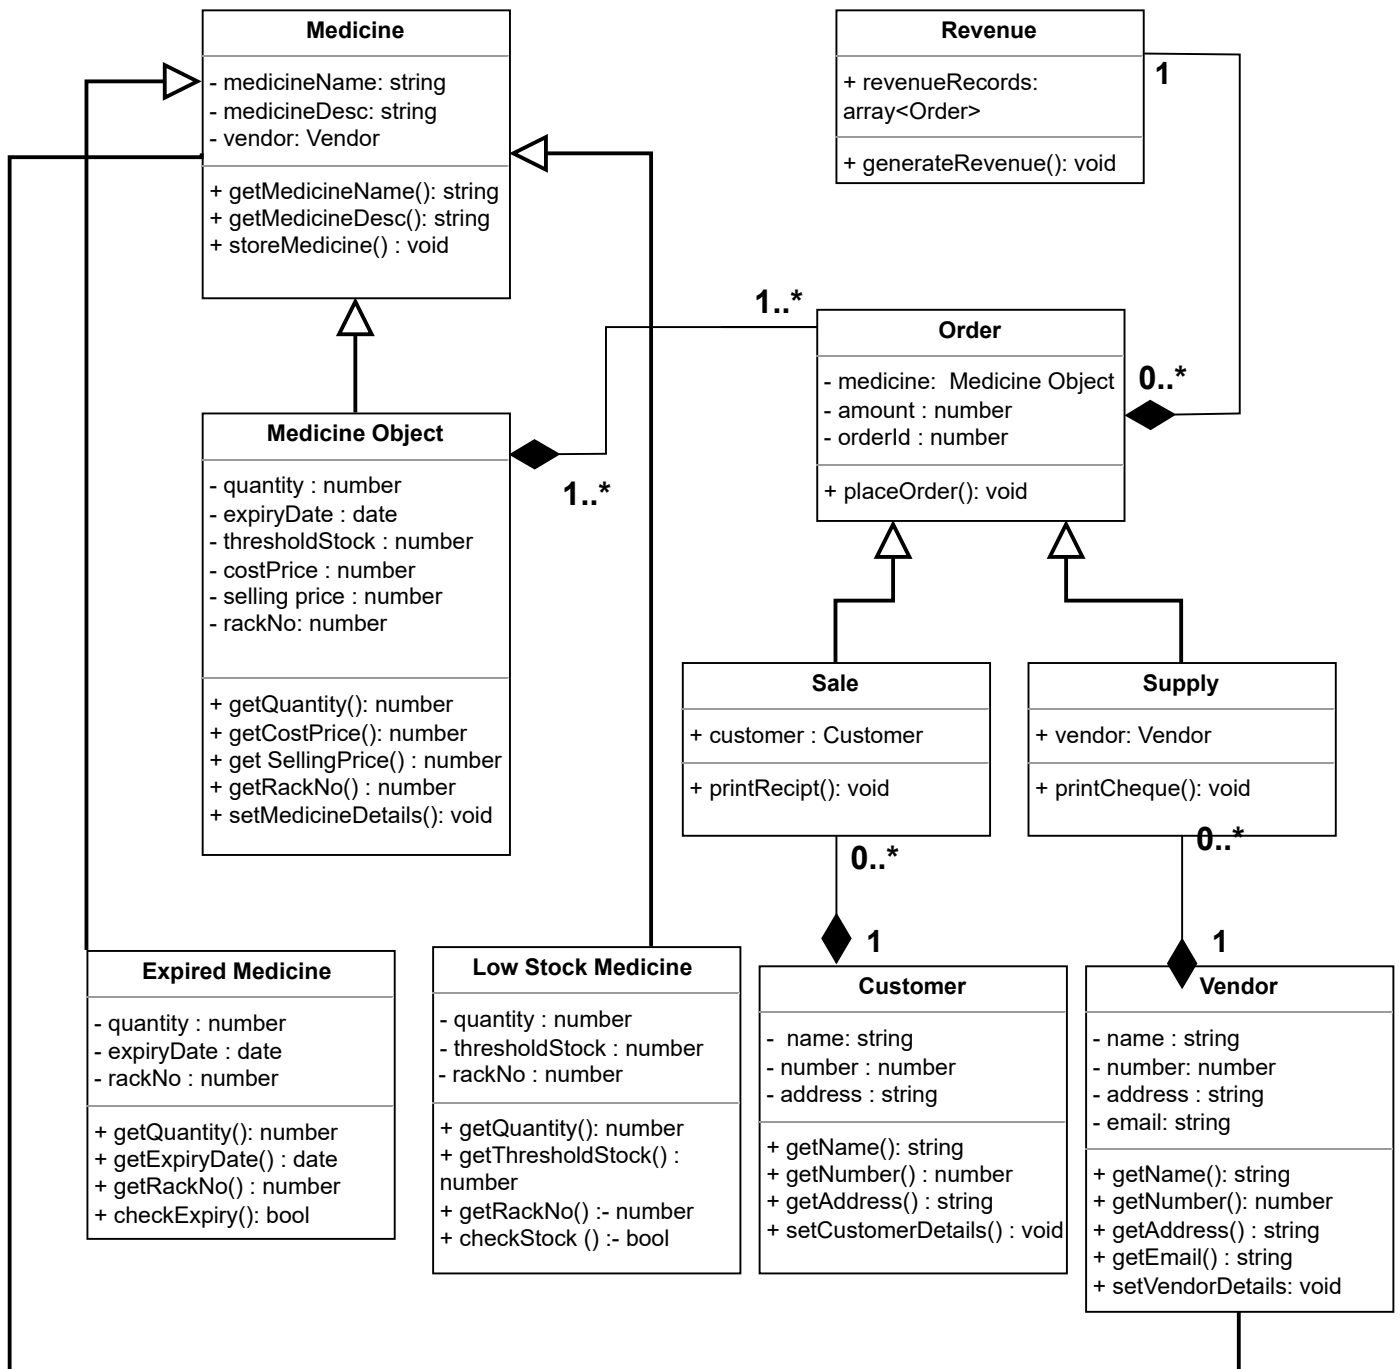 Medicine
- medicineName: string
- medicineDesc: string
- vendor: Vendor
+ getMedicineName(): string
+ getMedicineDesc(): string
+ storeMedicine() : void
Revenue
+ revenueRecords:
array<Order>
+ generateRevenue(): void
1
1..*
Order
- medicine:  Medicine Object
- amount : number
- orderId : number
+ placeOrder(): void
0..*
Medicine Object
- quantity : number
- expiryDate : date
- thresholdStock : number
- costPrice : number
- selling price : number
- rackNo: number
+ getQuantity(): number
+ getCostPrice(): number
+ get SellingPrice() : number
+ getRackNo() : number
+ setMedicineDetails(): void
1..*
Sale
+ customer : Customer
+ printRecipt(): void
0..*
1
Supply
+ vendor: Vendor
+ printCheque(): void
0..*
1
Expired Medicine
- quantity : number
- expiryDate : date
- rackNo : number
+ getQuantity(): number
+ getExpiryDate() : date
+ getRackNo() : number
+ checkExpiry(): bool
Low Stock Medicine
- quantity : number
- thresholdStock : number
- rackNo : number
+ getQuantity(): number
+ getThresholdStock() :
number
+ getRackNo() :- number
+ checkStock () :- bool
Customer
-  name: string
- number : number
- address : string
+ getName(): string
+ getNumber() : number
+ getAddress() : string
+ setCustomerDetails() : void
Vendor
- name : string
- number: number
- address : string
- email: string
+ getName(): string
+ getNumber(): number
+ getAddress() : string
+ getEmail() : string
+ setVendorDetails: void